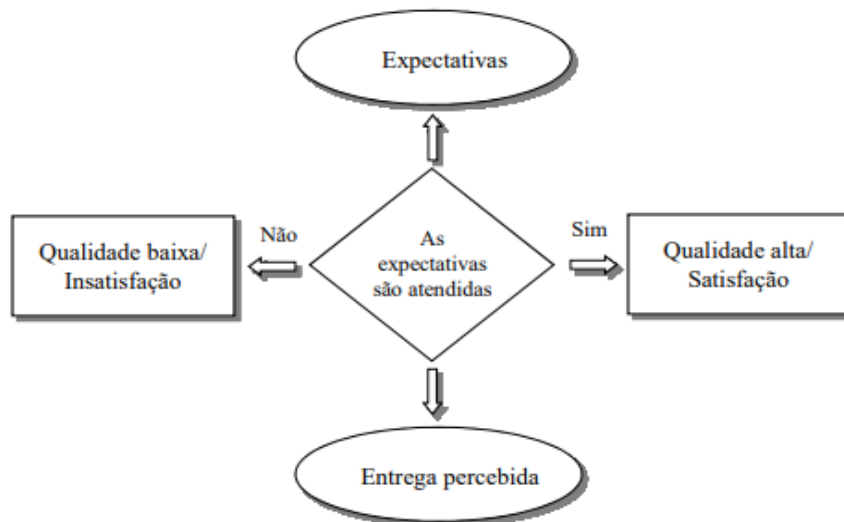 Expectativas
Não
Sim
Qualidade baixa/
Insatisfação
As
expectativas
são atendidas
Qualidade alta/
Satisfação
Entrega percebida